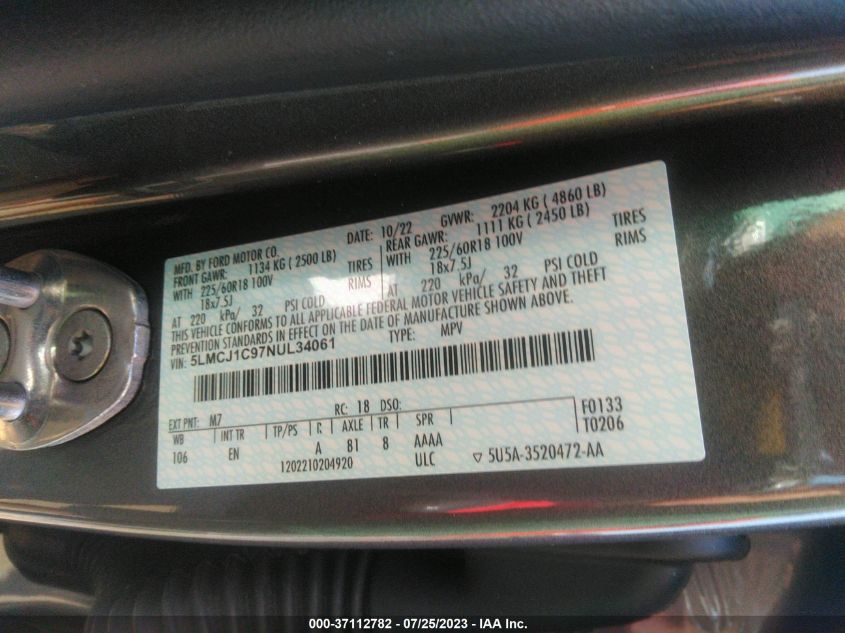 MFD. BY FORD MOTOR CO.
DATE: 10/22 GVWR: 2204 KG ( 4860 LB)
FRONT GAWR: 1134 KG ( 2500 LB) REAR GAWR: 1111 KG ( 2450 LB)
WITH 225/60R18 100V TIRES WITH 225/60R18 100V TIRES
18x7.5J RIMS 18x7.5J RIMS
AT 220 kPa/ 32 PSI COLD AT 220 kPa/ 32 PSI COLD
THIS VEHICLE CONFORMS TO ALL APPLICABLE FEDERAL MOTOR VEHICLE SAFETY AND THEFT
PREVENTION STANDARDS IN EFFECT ON THE DATE OF MANUFACTURE SHOWN ABOVE.
VIN: 5LMCJ1C97NUL34061 TYPE: MPV
EXT PNT: M7 RC: 18 DSO: F0133
WB INT TR TP/PS R AXLE TR SPR T0206
106 EN A 81 8 AAAA
1202210204920 ULC ▽ 5U5A-3520472-AA
000-37112782 - 07/25/2023 - IAA Inc.